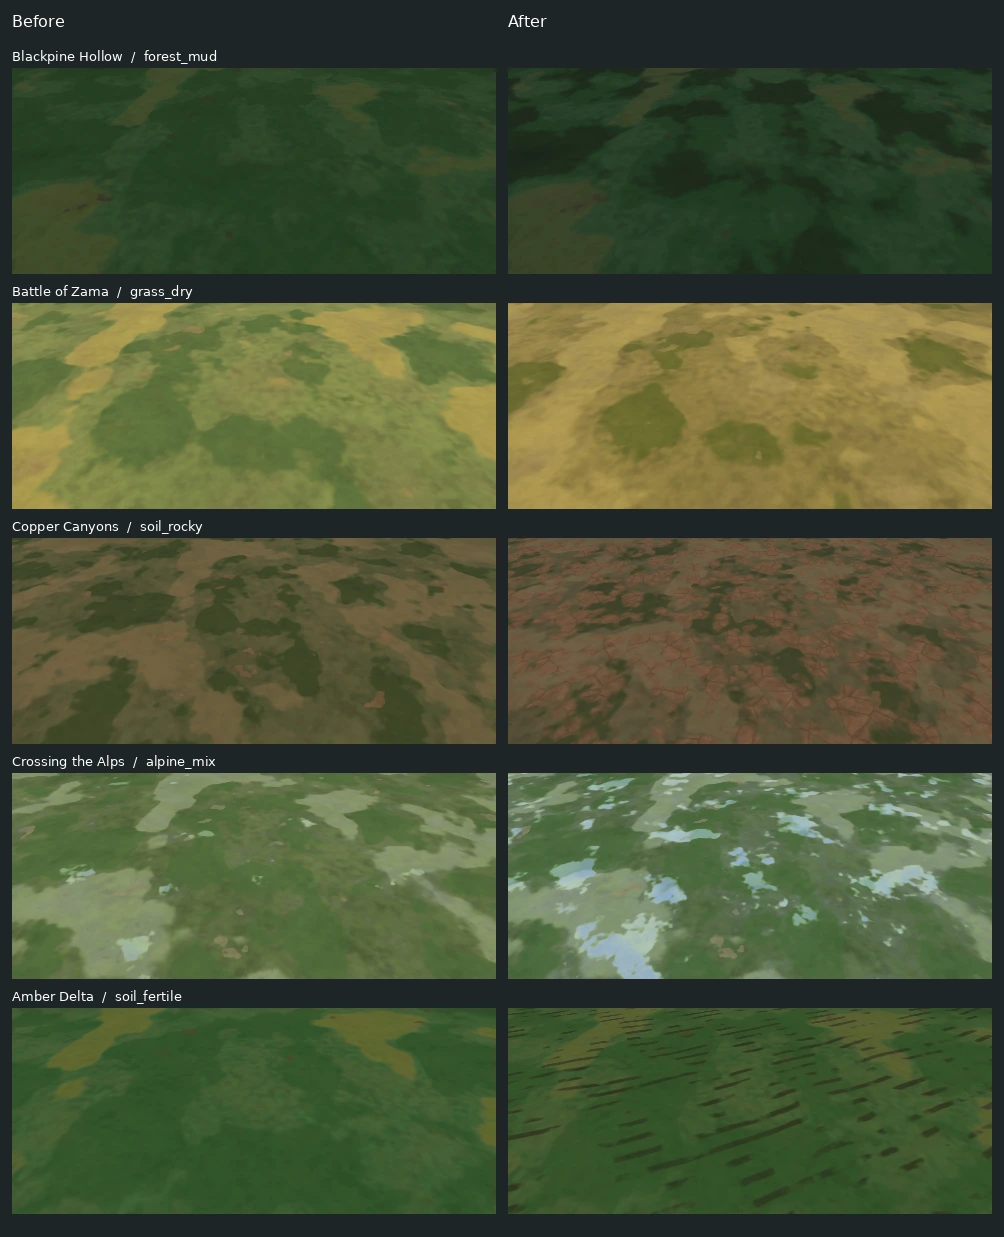 Before
After
Blackpine Hollow / forest_mud
Battle of Zama / grass_dry
Copper Canyons / soil_rocky
Crossing the Alps / alpine_mix
Amber Delta / soil_fertile